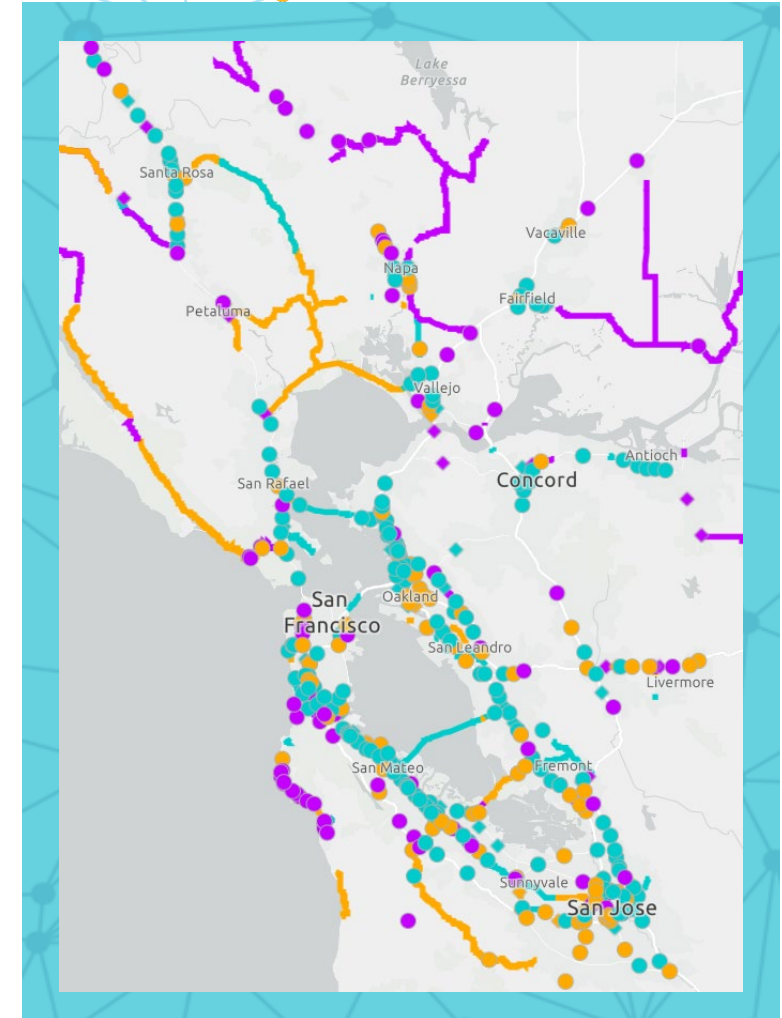 Lake
Berryessa
Santa Rosa
Vacaville
Napa
Fairfield
Petaluma
Vallejo
Antioch
Concord
San Rafael
San
Francisco
Oakland
San Leandro
Livermore
San Mateo
Fremont
Sunnyvale
San Jose